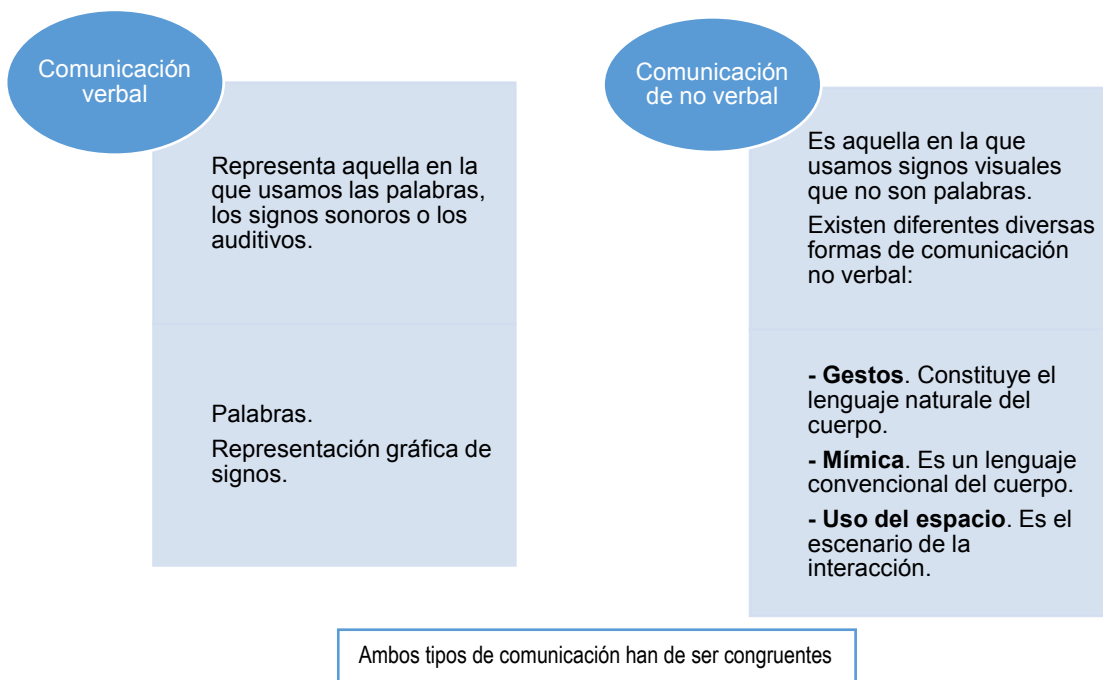 Comunicación
verbal
Representa aquella en la
que usamos las palabras,
los signos sonoros o los
auditivos.
Palabras.
Representación gráfica de
signos.
Comunicación
de no verbal
Es aquella en la que
usamos signos visuales
que no son palabras.
Existen diferentes diversas
formas de comunicación
no verbal:
- Gestos. Constituye el
lenguaje naturale del
cuerpo.
- Mímica. Es un lenguaje
convencional del cuerpo.
- Uso del espacio. Es el
escenario de la
interacción.
Ambos tipos de comunicación han de ser congruentes